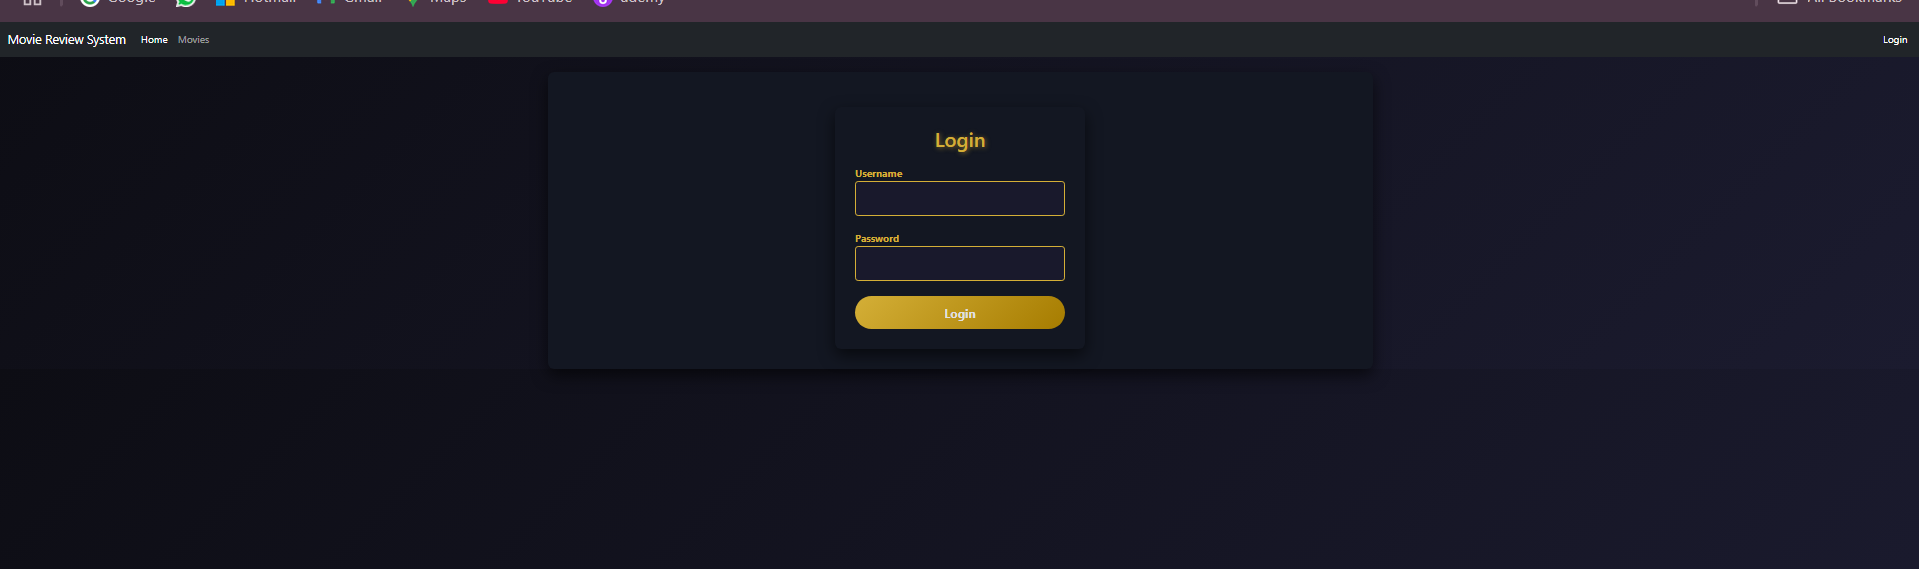 Google Hotmail Gmail Maps YouTube udemy All Bookmarks
Movie Review System Home Movies Login
Login
Username
Password
Login